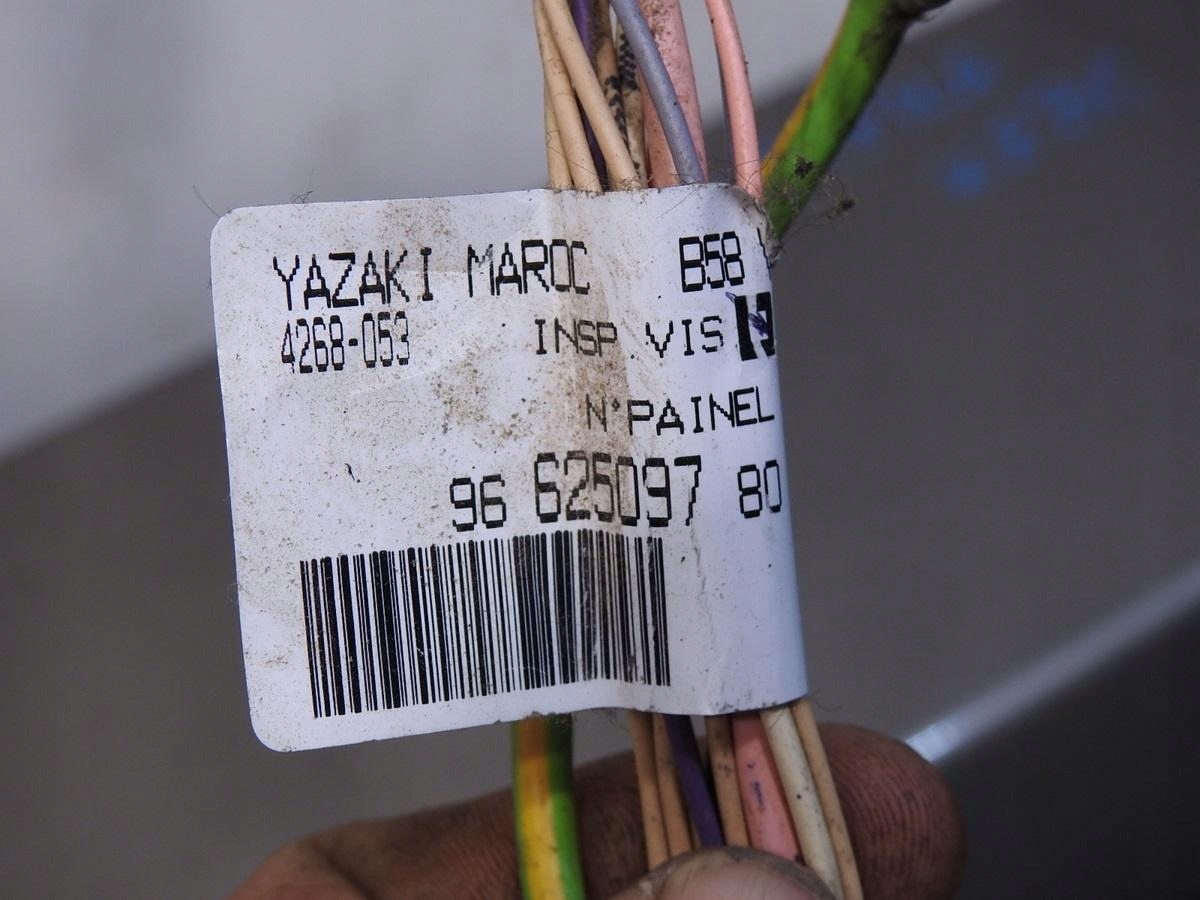 YAZAKI MAROC B58
4268-053 INSP.VIS
N°PAINEL
96 625097 80